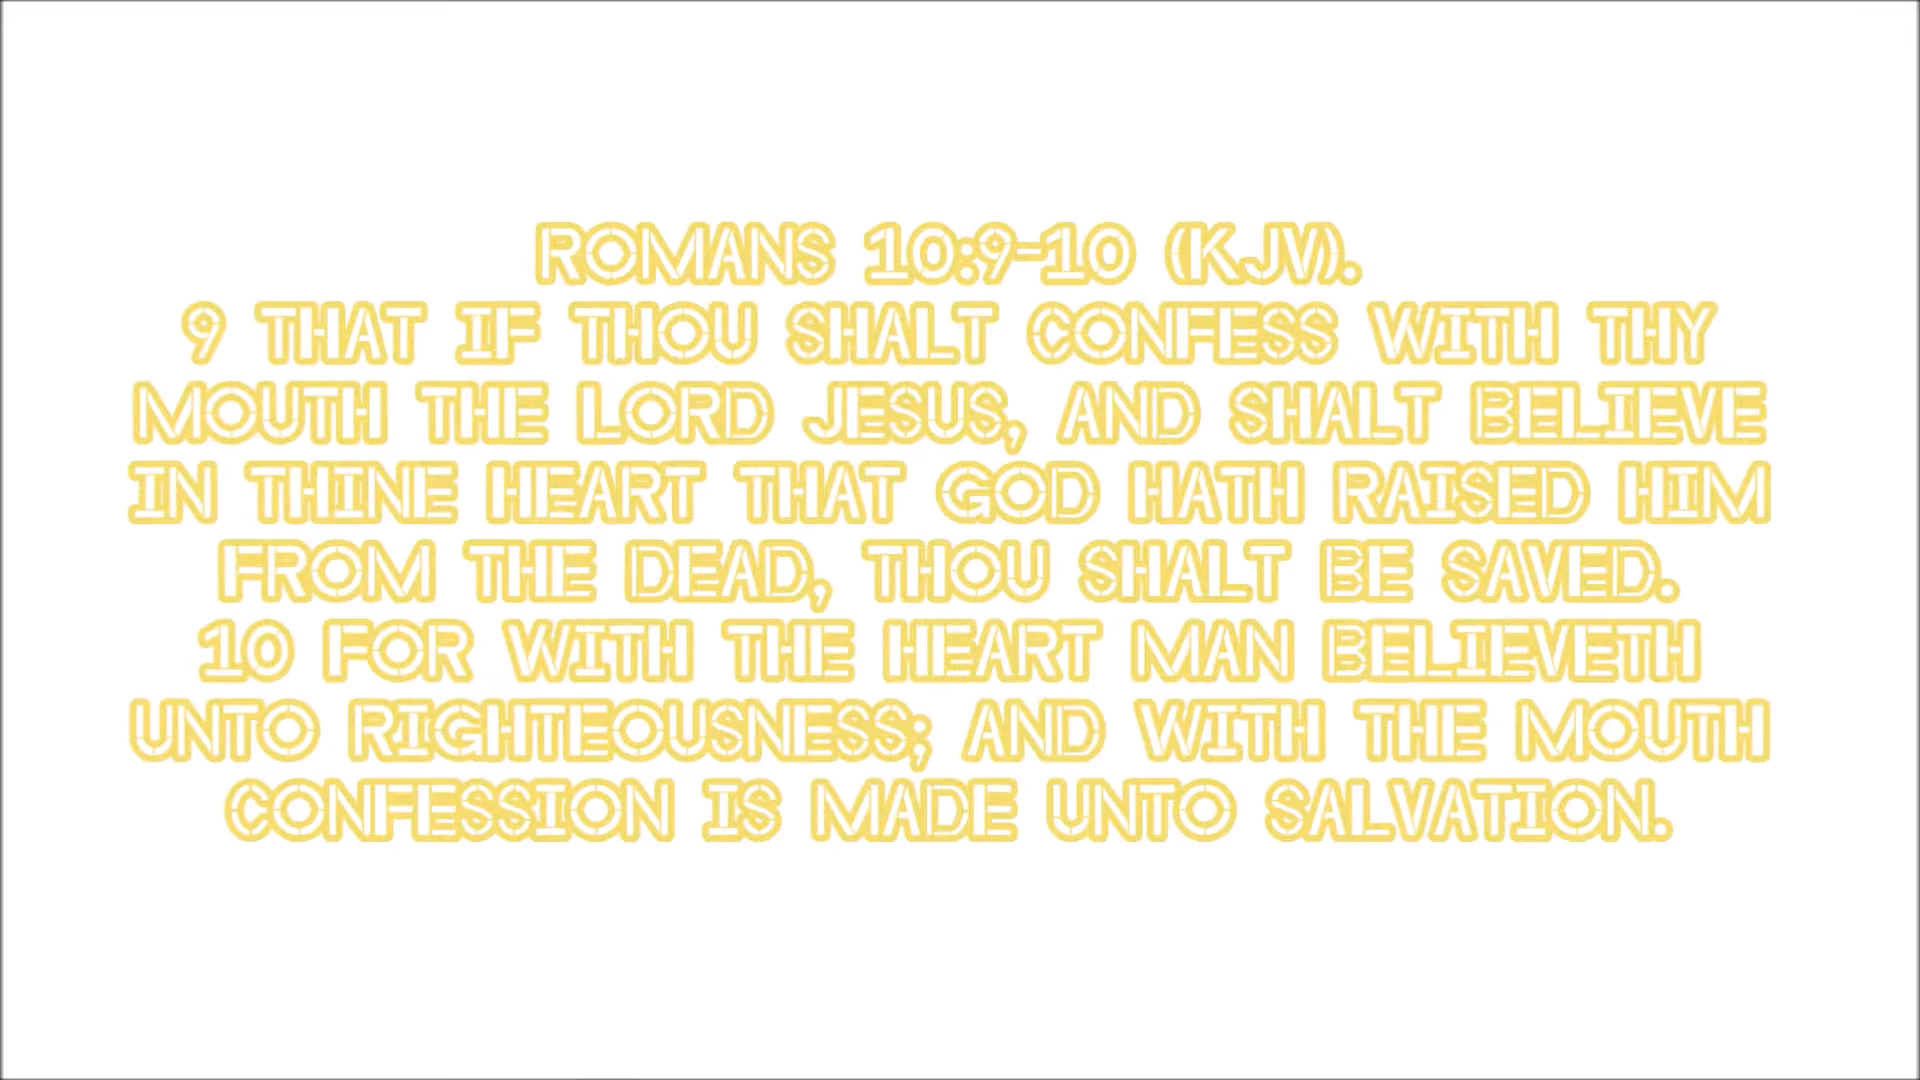 ROMANS 10:9-10 (KJV).
9 THAT IF THOU SHALT CONFESS WITH THY
MOUTH THE LORD JESUS, AND SHALT BELIEVE
IN THINE HEART THAT GOD HATH RAISED HIM
FROM THE DEAD, THOU SHALT BE SAVED.
10 FOR WITH THE HEART MAN BELIEVETH
UNTO RIGHTEOUSNESS; AND WITH THE MOUTH
CONFESSION IS MADE UNTO SALVATION.